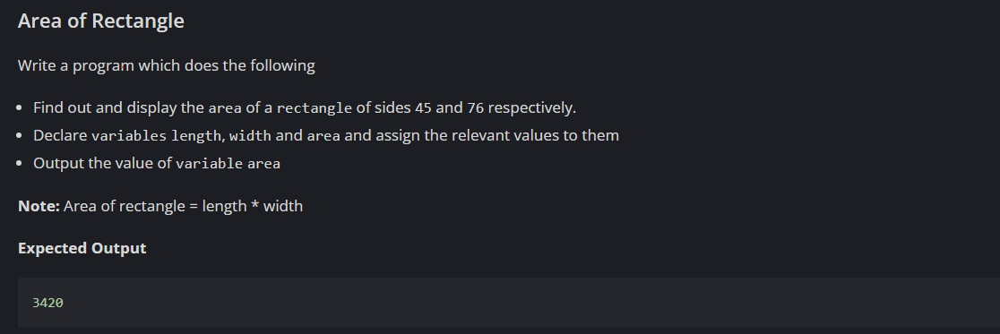 Area of Rectangle
Write a program which does the following
• Find out and display the area of a rectangle of sides 45 and 76 respectively.
• Declare variables length, width and area and assign the relevant values to them
• Output the value of variable area
Note: Area of rectangle = length * width
Expected Output
3420